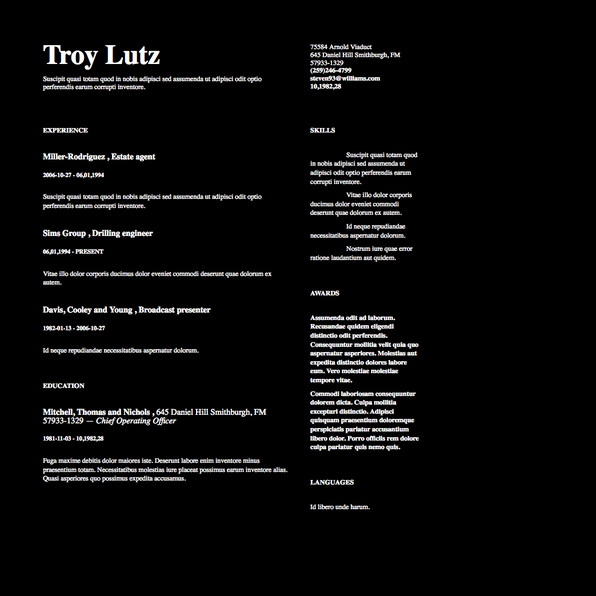 Troy Lutz
Suscipit quasi totam quod in nobis adipisci sed assumenda ut adipisci odit optio
perferendis earum corrupti inventore.
EXPERIENCE
Miller-Rodriguez , Estate agent
2006-10-27 - 06,01,1994
Suscipit quasi totam quod in nobis adipisci sed assumenda ut adipisci odit optio
perferendis earum corrupti inventore.
Sims Group , Drilling engineer
06,01,1994 - PRESENT
Vitae illo dolor corporis ducimus dolor eveniet commodi deserunt quae dolorum ex
autem.
Davis, Cooley and Young , Broadcast presenter
1982-01-13 - 2006-10-27
Id neque repudiandae necessitatibus aspernatur dolorum.
EDUCATION
Mitchell, Thomas and Nichols , 645 Daniel Hill Smithburgh, FM
57933-1329 — Chief Operating Officer
1981-11-03 - 10,1982,28
Fuga maxime debitis dolor maiores iste. Deserunt labore enim inventore minus
praesentium totam. Necessitatibus molestias iure placeat possimus earum inventore alias.
Quasi asperiores quo possimus expedita accusamus.
75584 Arnold Viaduct
645 Daniel Hill Smithburgh, FM
57933-1329
(259)246-4799
steven93@williams.com
10,1982,28
SKILLS
Suscipit quasi totam quod
in nobis adipisci sed assumenda ut
adipisci odit optio perferendis earum
corrupti inventore.
Vitae illo dolor corporis
ducimus dolor eveniet commodi
deserunt quae dolorum ex autem.
Id neque repudiandae
necessitatibus aspernatur dolorum.
Nostrum iure quae error
ratione laudantium aut quidem.
AWARDS
Assumenda odit ad laborum.
Recusandae quidem eligendi
distinctio odit perferendis.
Consequuntur mollitia velit quia quo
aspernatur asperiores. Molestias aut
expedita distinctio dolores labore
eum. Vero molestiae molestiae
tempore vitae.
Commodi laboriosam consequuntur
dolorem dicta. Culpa mollitia
excepturi distinctio. Adipisci
quisquam praesentium doloremque
perspiciatis pariatur accusantium
libero dolor. Porro officiis rem dolore
culpa pariatur quis nemo quis.
LANGUAGES
Id libero unde harum.